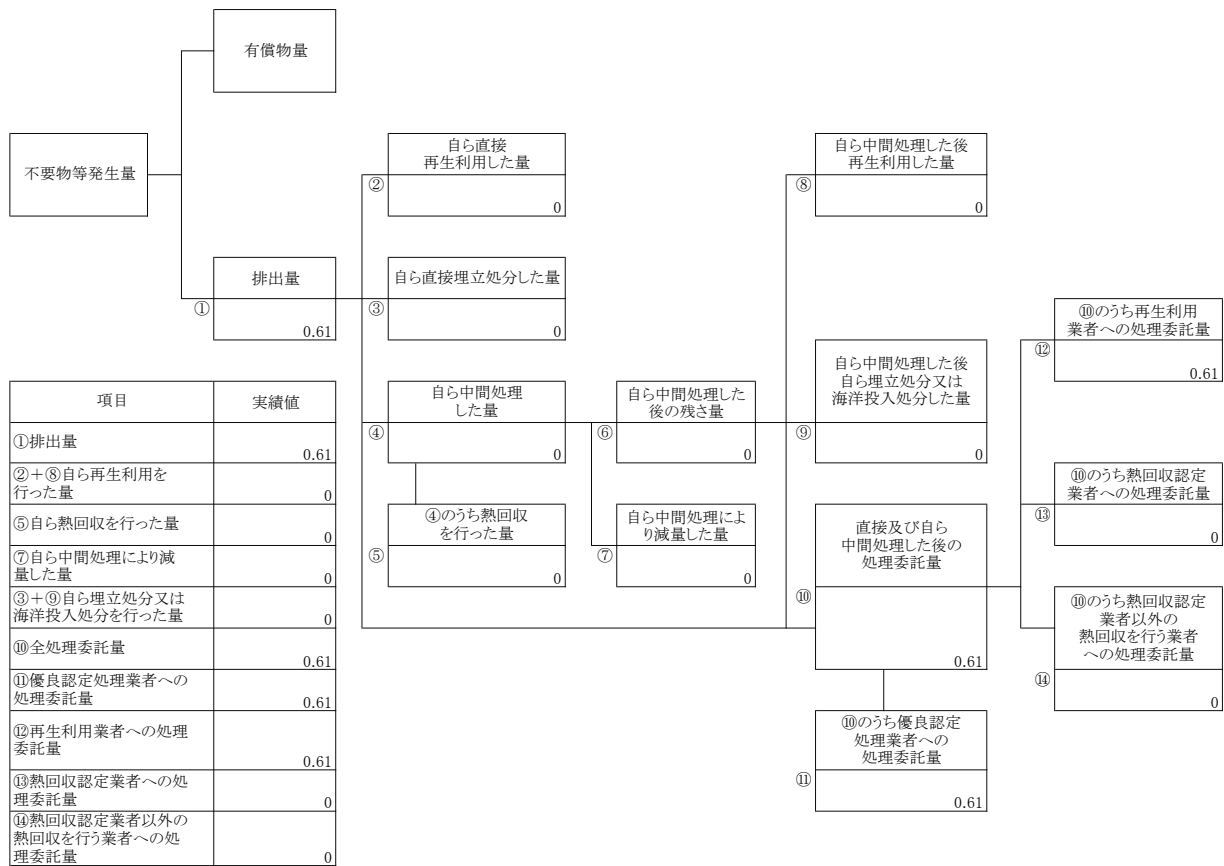 有償物量
不要物等発生量
自ら直接
再生利用した量
②
0
自ら中間処理した後
再生利用した量
⑧
0
排出量
①
0.61
自ら直接埋立処分した量
③
0
⑩のうち再生利用
業者への処理委託量
⑫
0.61
自ら中間処理
した量
④
0
自ら中間処理した
後の残さ量
⑥
0
自ら中間処理した後
自ら埋立処分又は
海洋投入処分した量
⑨
0
④のうち熱回収
を行った量
⑤
0
自ら中間処理によ
り減量した量
⑦
0
直接及び自ら
中間処理した後の
処理委託量
⑩
0.61
⑩のうち熱回収認定
業者への処理委託量
⑬
0
⑩のうち熱回収認定
業者以外の
熱回収を行う業者
への処理委託量
⑭
0
⑩のうち優良認定
処理業者への
処理委託量
⑪
0.61
項目 実績値
①排出量
0.61
②+⑧自ら再生利用を
行った量 0
⑤自ら熱回収を行った量
0
⑦自ら中間処理により減
量した量 0
③+⑨自ら埋立処分又は
海洋投入処分を行った量 0
⑩全処理委託量
0.61
⑪優良認定処理業者への
処理委託量 0.61
⑫再生利用業者への処理
委託量 0.61
⑬熱回収認定業者への処
理委託量 0
⑭熱回収認定業者以外の
熱回収を行う業者への処
理委託量 0